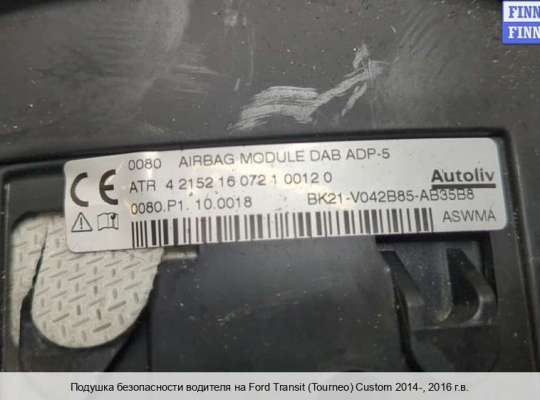 FINN
FINN
0080 AIRBAG MODULE DAB ADP-5
CE ATR 4 2152 16 072 1 0012 0 Autoliv
0080.P1. 10.0018 BK21-V042B85-AB35B8
ASWMA
Подушка безопасности водителя на Ford Transit (Tourneo) Custom 2014-, 2016 г.в.